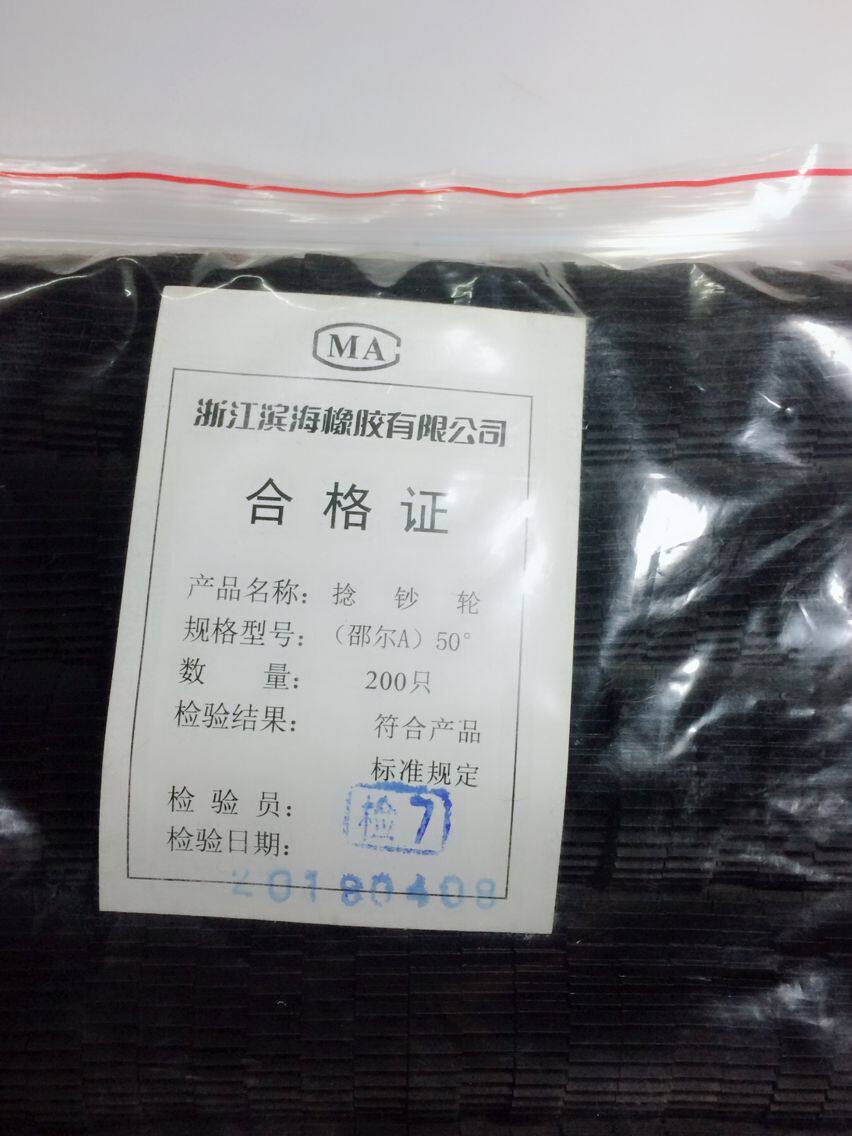 MA
浙江滨海橡胶有限公司
合格证
产品名称：捻 钞 轮
规格型号：（邵尔A）50°
数 量： 200只
检验结果： 符合产品
标准规定
检 验 员： 检 7
检验日期：
20180408